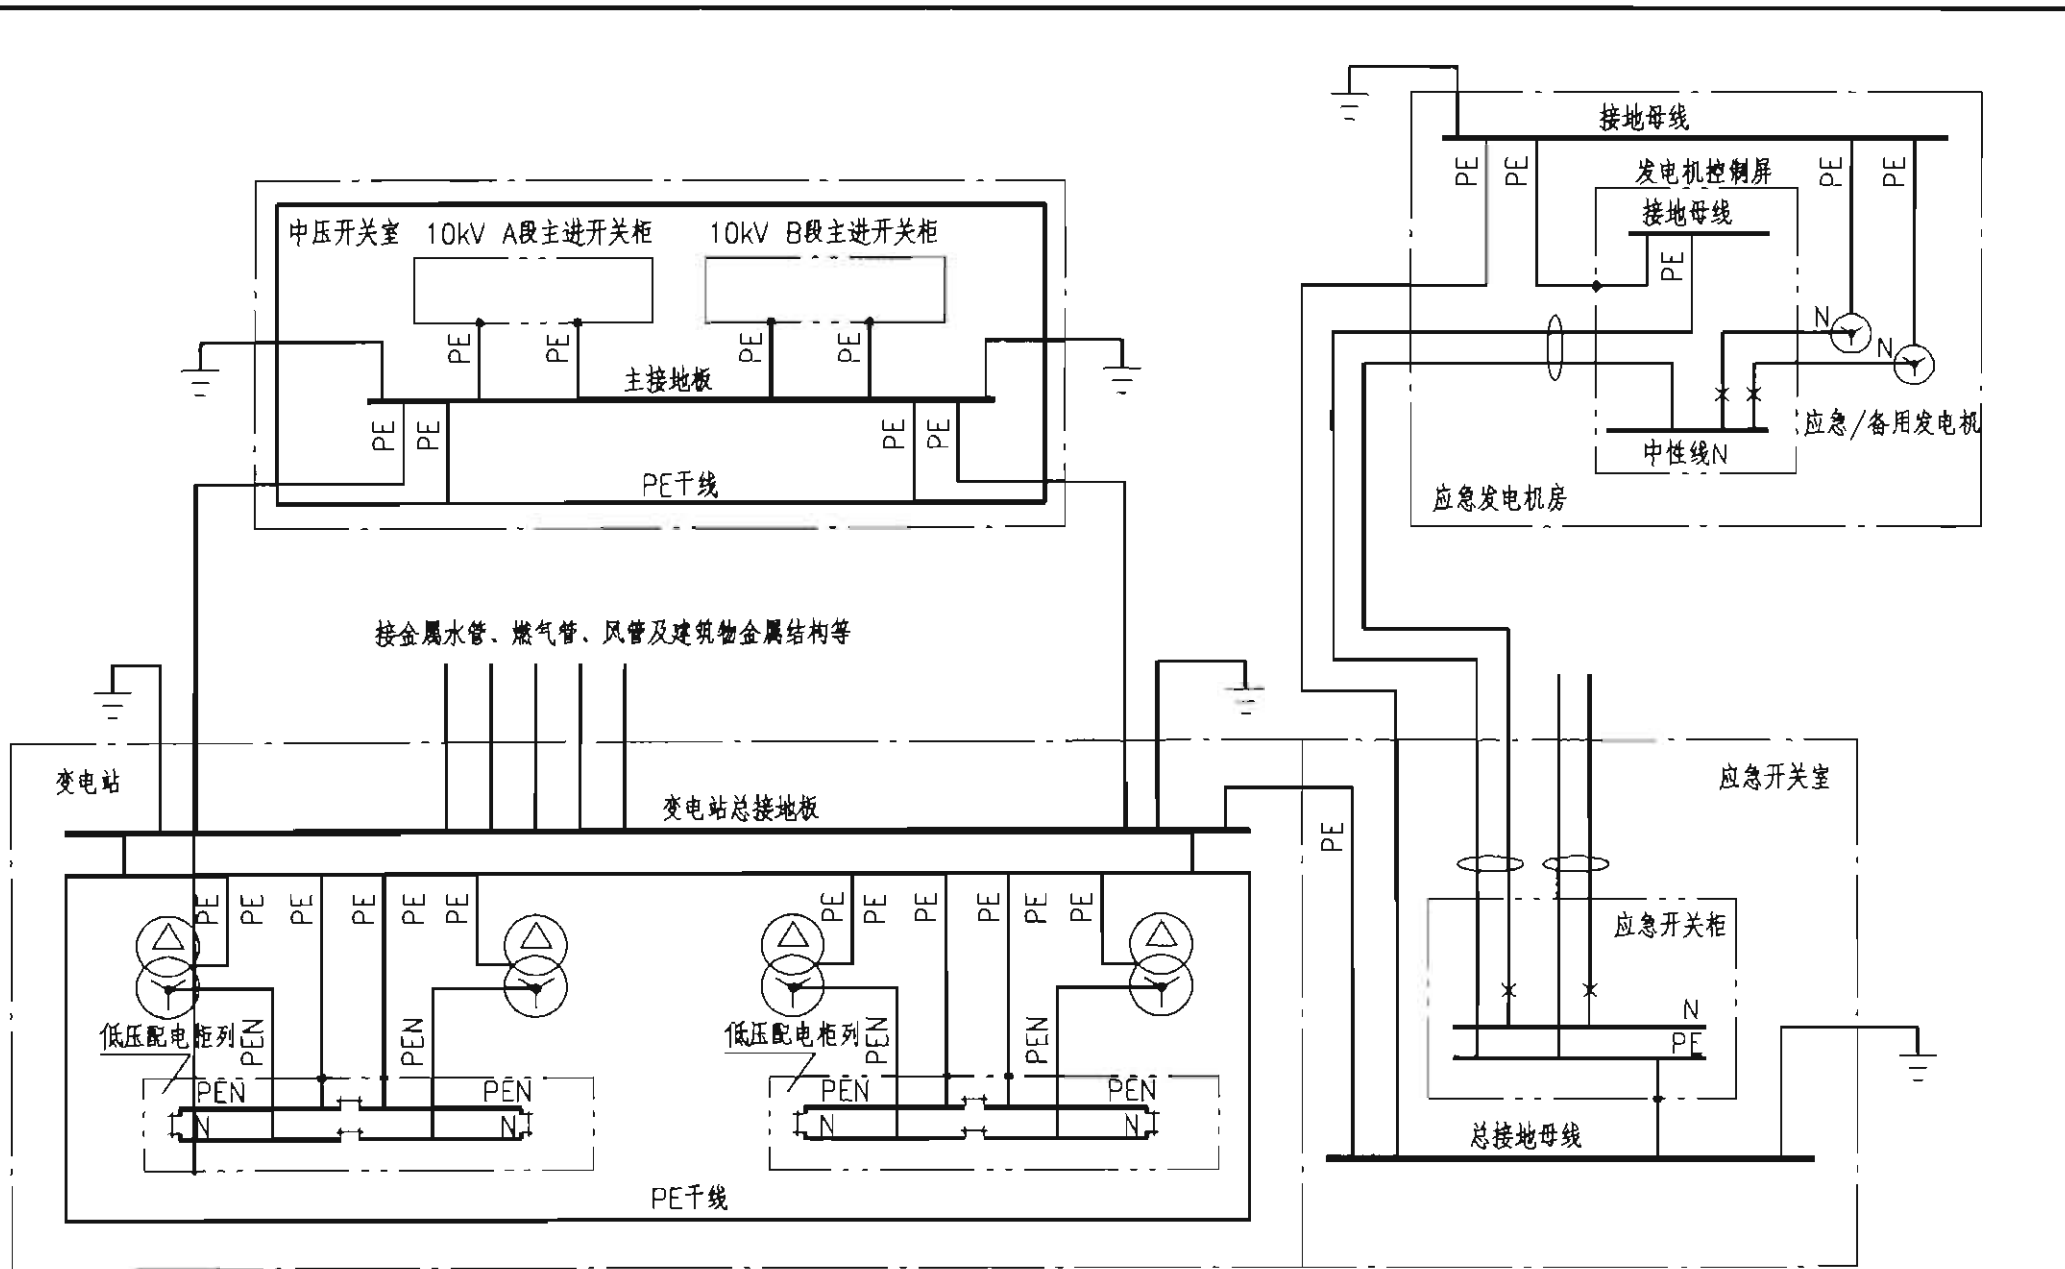 接地母线
PE
PE
发电机控制屏
PE
PE
接地母线
PE
N
N
应急/备用发电机
中性线N
应急发电机房
中压开关室
10kV A段主进开关柜
10kV B段主进开关柜
PE
PE
PE
PE
主接地板
PE
PE
PE
PE
PE干线
接金属水管、燃气管、风管及建筑物金属结构等
变电站
变电站总接地板
应急开关室
PE
PE
PE
PE
PE
PE
PE
PE
PE
PE
PE
PE
PE
PE
应急开关柜
N
PE
低压配电柜列
PEN
PEN
低压配电柜列
PEN
PEN
PEN
PEN
PEN
PEN
N
N
N
N
总接地母线
PE干线